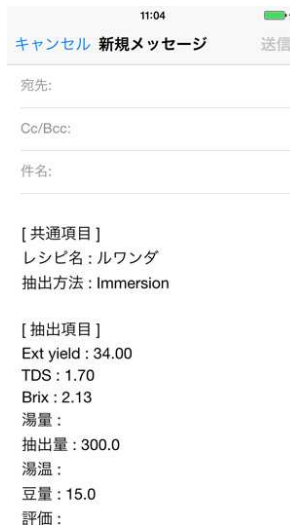 11:04
キャンセル 新規メッセージ 送信
宛先:
Cc/Bcc:
件名:
[ 共通項目 ]
レシピ名 : ルワンダ
抽出方法 : Immersion
[ 抽出項目 ]
Ext yield : 34.00
TDS : 1.70
Brix : 2.13
湯量 :
抽出量 : 300.0
湯温 :
豆量 : 15.0
評価 :